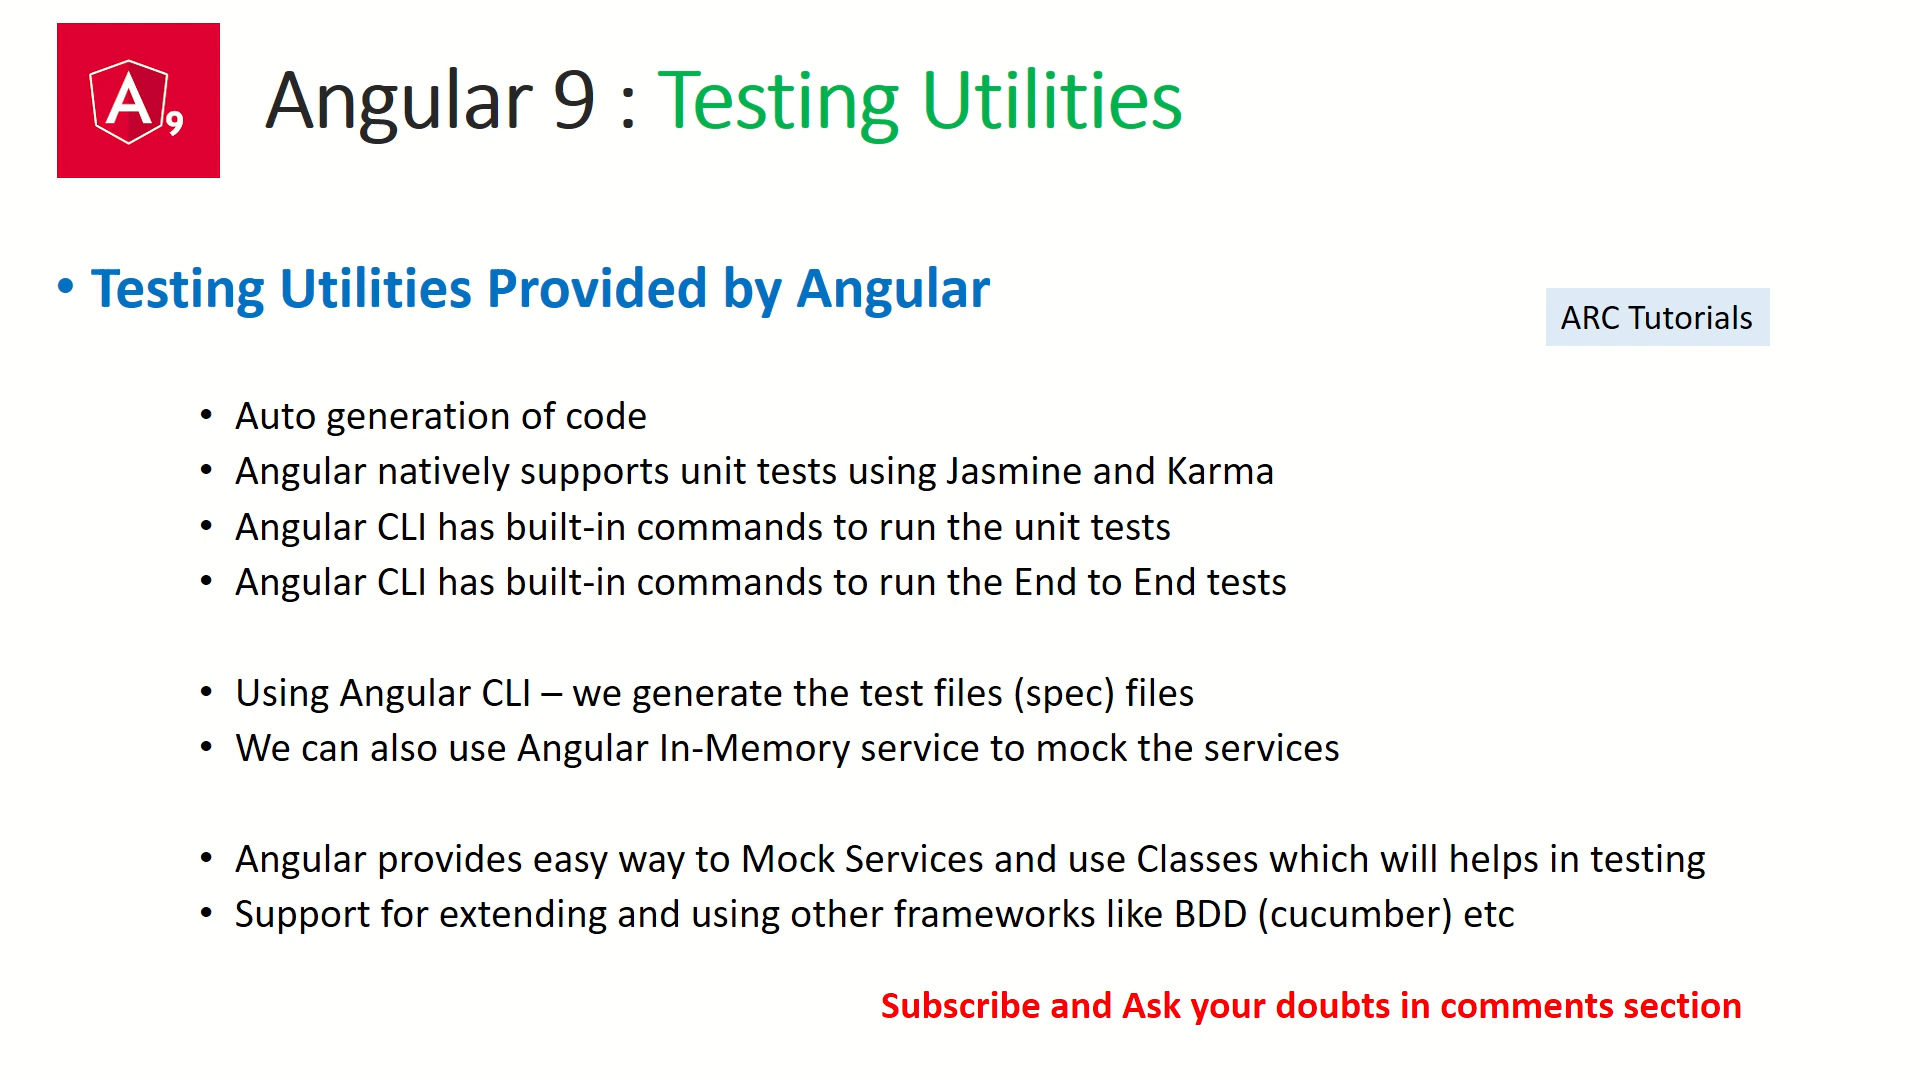 A9
Angular 9 : Testing Utilities
• Testing Utilities Provided by Angular
ARC Tutorials
• Auto generation of code
• Angular natively supports unit tests using Jasmine and Karma
• Angular CLI has built-in commands to run the unit tests
• Angular CLI has built-in commands to run the End to End tests
• Using Angular CLI – we generate the test files (spec) files
• We can also use Angular In-Memory service to mock the services
• Angular provides easy way to Mock Services and use Classes which will helps in testing
• Support for extending and using other frameworks like BDD (cucumber) etc
Subscribe and Ask your doubts in comments section